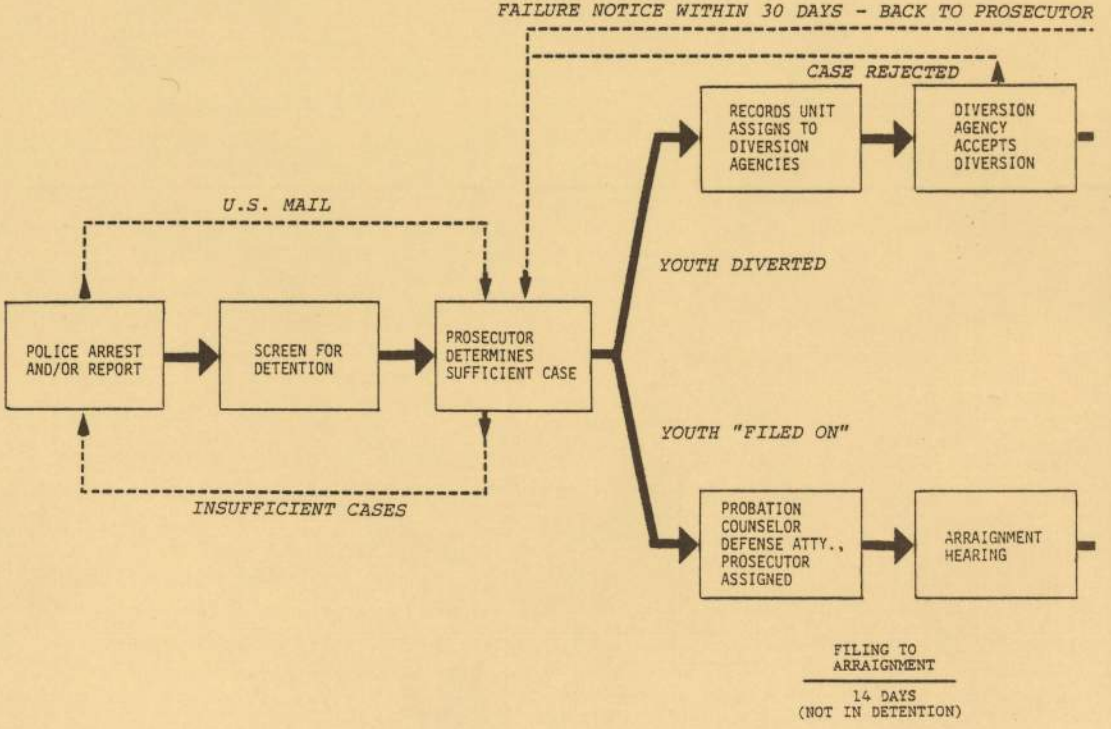 FAILURE NOTICE WITHIN 30 DAYS - BACK TO PROSECUTOR
CASE REJECTED
RECORDS UNIT
ASSIGNS TO
DIVERSION
AGENCIES
DIVERSION
AGENCY
ACCEPTS
DIVERSION
U.S. MAIL
YOUTH DIVERTED
POLICE ARREST
AND/OR REPORT
SCREEN FOR
DETENTION
PROSECUTOR
DETERMINES
SUFFICIENT CASE
YOUTH "FILED ON"
INSUFFICIENT CASES
PROBATION
COUNSELOR
DEFENSE ATTY.,
PROSECUTOR
ASSIGNED
ARRAIGNMENT
HEARING
FILING TO
ARRAIGNMENT
14 DAYS
(NOT IN DETENTION)